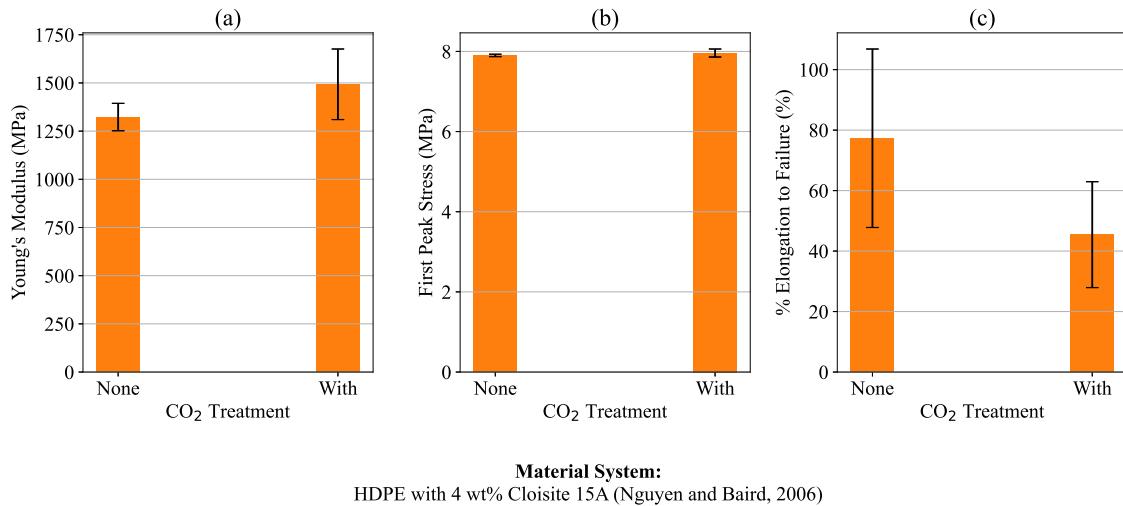 (a)
(b)
(c)
Young's Modulus (MPa)
1750
1500
1250
1000
750
500
250
0
None
With
CO₂ Treatment
First Peak Stress (MPa)
8
6
4
2
0
None
With
CO₂ Treatment
% Elongation to Failure (%)
100
80
60
40
20
0
None
With
CO₂ Treatment
Material System:
HDPE with 4 wt% Cloisite 15A (Nguyen and Baird, 2006)